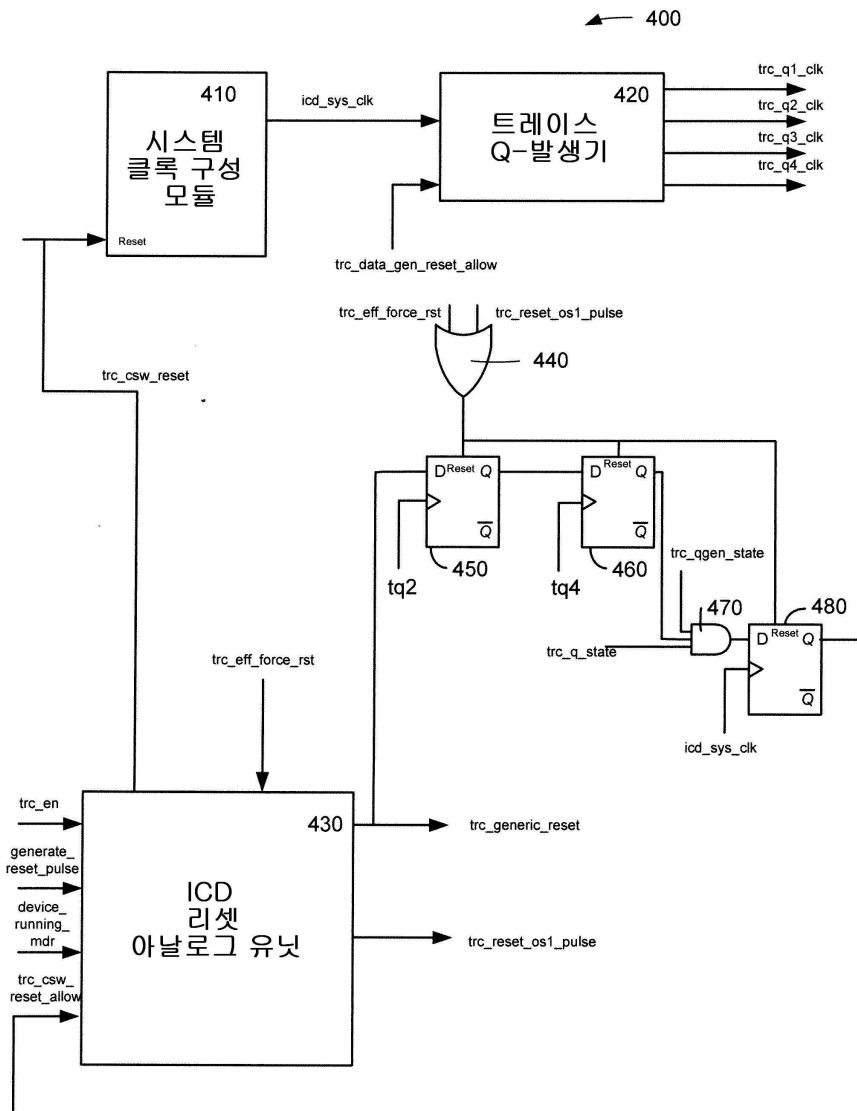 400
410
시스템
클록 구성
모듈
Reset
icd_sys_clk
420
트레이스
Q-발생기
trc_q1_clk
trc_q2_clk
trc_q3_clk
trc_q4_clk
trc_data_gen_reset_allow
trc_eff_force_rst
trc_reset_os1_pulse
440
trc_csw_reset
D Reset Q
Q
450
tq2
D Reset Q
Q
460
tq4
trc_qgen_state
470
trc_q_state
480
D Reset Q
Q
icd_sys_clk
trc_eff_force_rst
trc_en
generate_
reset_pulse
device_
running_
mdr
trc_csw_
reset_allow
430
ICD
리셋
아날로그 유닛
trc_generic_reset
trc_reset_os1_pulse